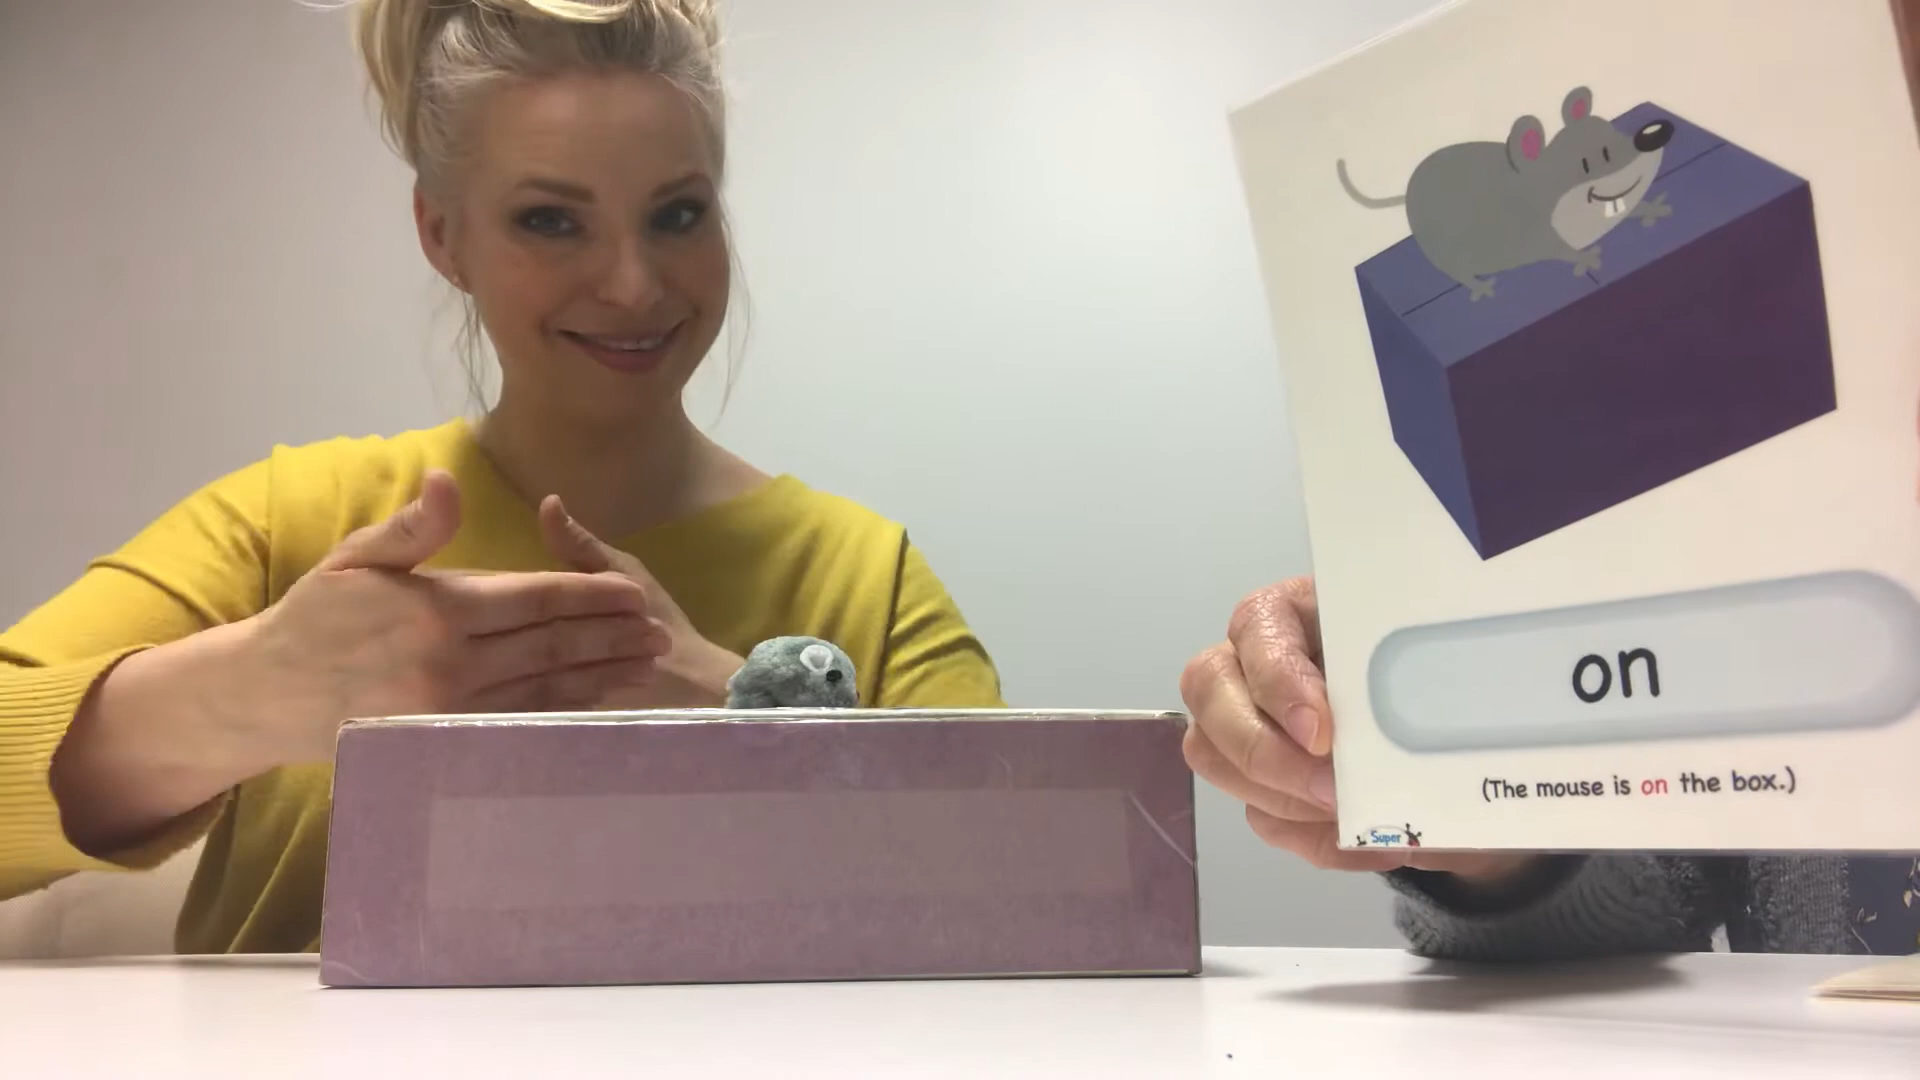 on
(The mouse is on the box.)
Super